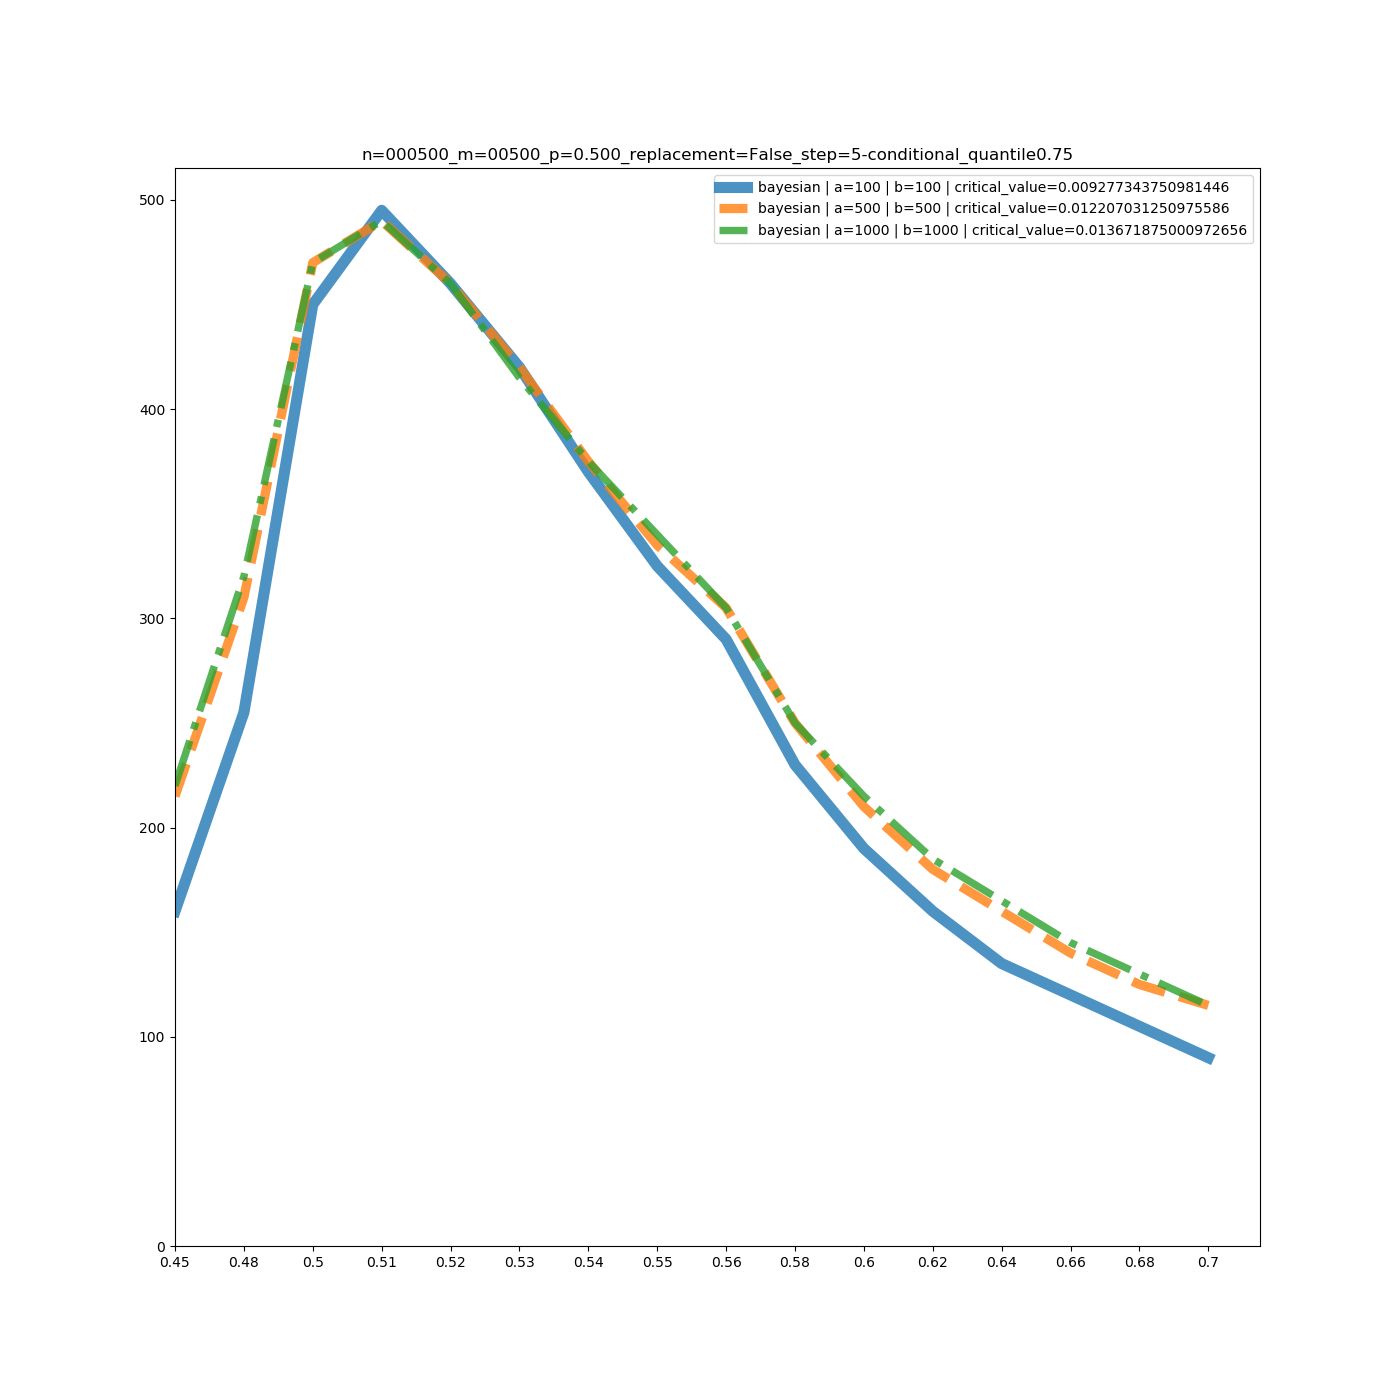 n=000500_m=00500_p=0.500_replacement=False_step=5-conditional_quantile0.75
bayesian | a=100 | b=100 | critical_value=0.009277343750981446
bayesian | a=500 | b=500 | critical_value=0.012207031250975586
bayesian | a=1000 | b=1000 | critical_value=0.013671875000972656
500
400
300
200
100
0
0.45 0.48 0.5 0.51 0.52 0.53 0.54 0.55 0.56 0.58 0.6 0.62 0.64 0.66 0.68 0.7